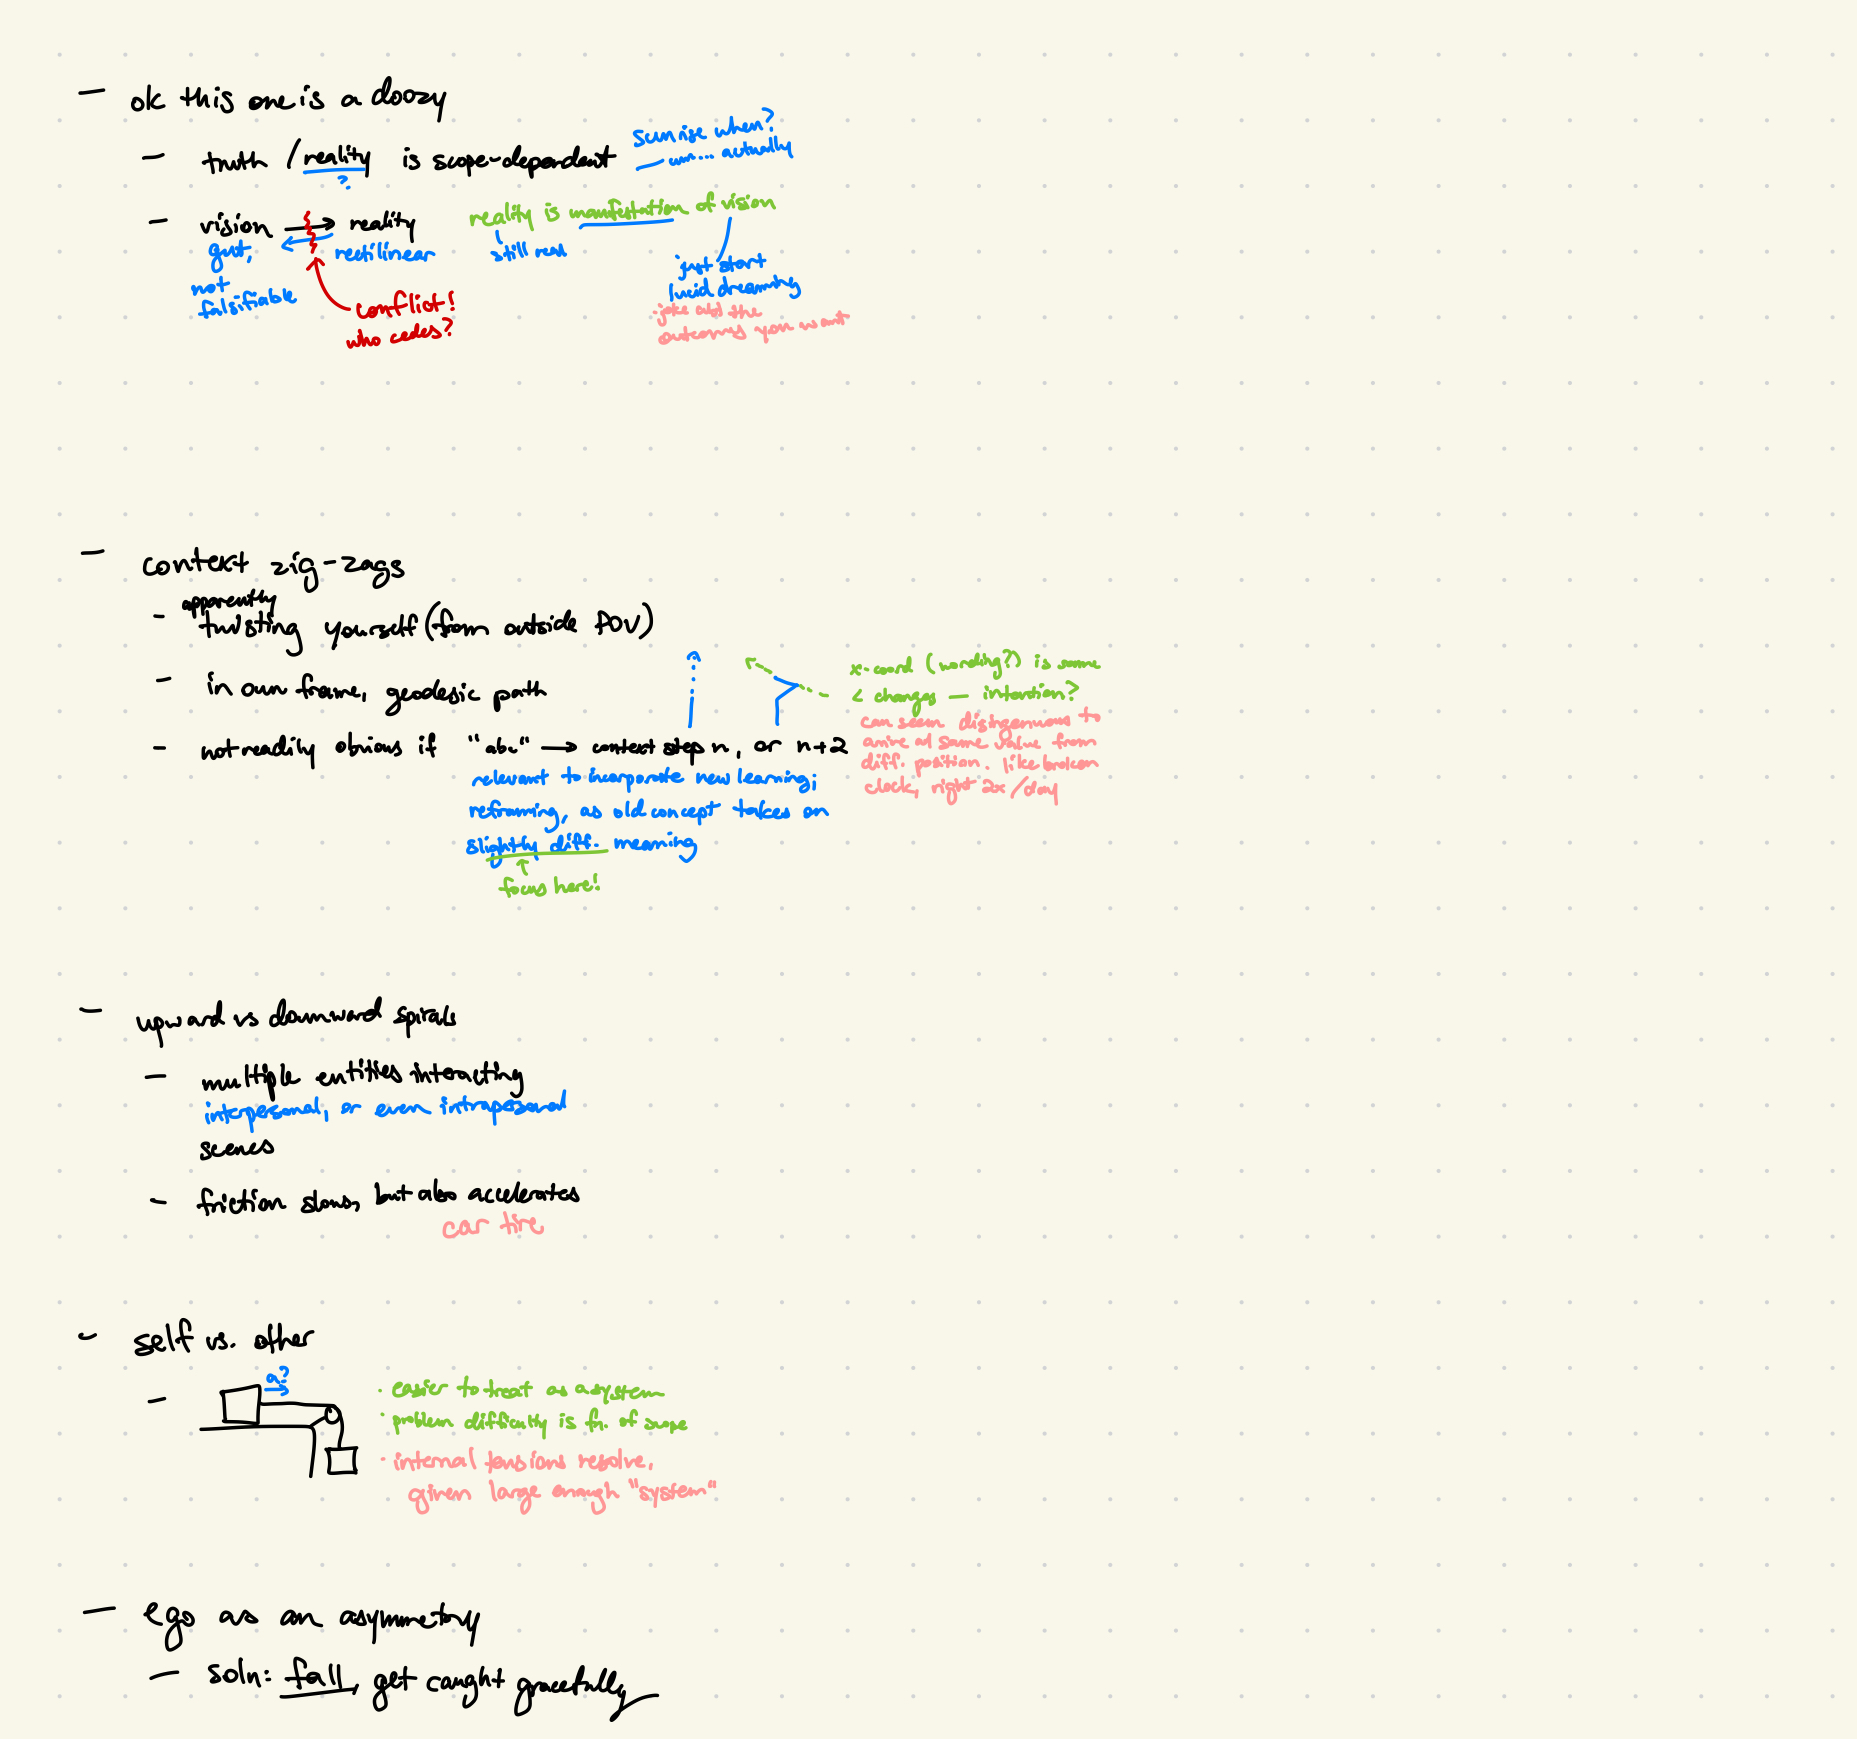 - ok this one is a doozy
- truth / reality is scope-dependent
?
sunrise when?
- um... actually
- vision → reality
gut,
not
falsifiable
rectilinear
conflict!
who cedes?
reality is manifestation of vision
still real
just start
lucid dreaming
joke abt the
outcomes you want
- context zig-zags
apparently
- twisting yourself (from outside POV)
- in own frame, geodesic path
- not readily obvious if "abc" → context step n, or n+2
relevant to incorporate new learning;
reframing, as old concept takes on
slightly diff. meaning
↑
focus here!
x-coord (wording?) is same
∠ changes — intention?
can seem disingenuous to
arrive at same value from
diff. position. like broken
clock, right 2x/day
- upward vs downward spirals
- multiple entities interacting
interpersonal, or even intrapersonal
scenes
- friction slows, but also accelerates
car tire
- self vs. other
-
a?
· easier to treat as a system
· problem difficulty is fn. of scope
· internal tensions resolve,
given large enough "system"
- ego as an asymmetry
- soln: fall, get caught gracefully